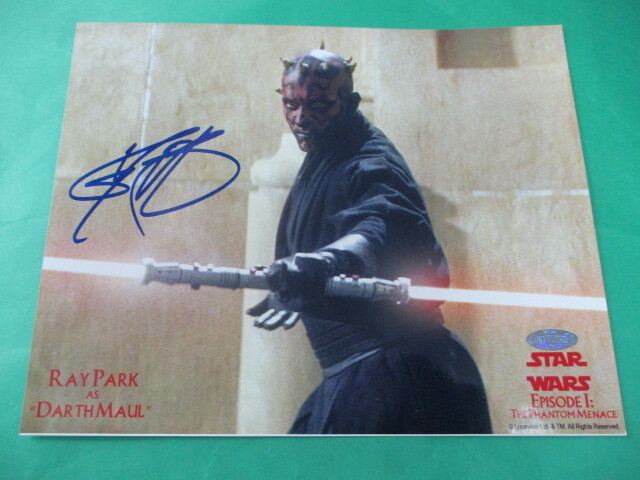 RAY PARK
AS
"DARTH MAUL"
STAR
WARS
EPISODE I:
THE PHANTOM MENACE
© Lucasfilm Ltd. & TM. All Rights Reserved.